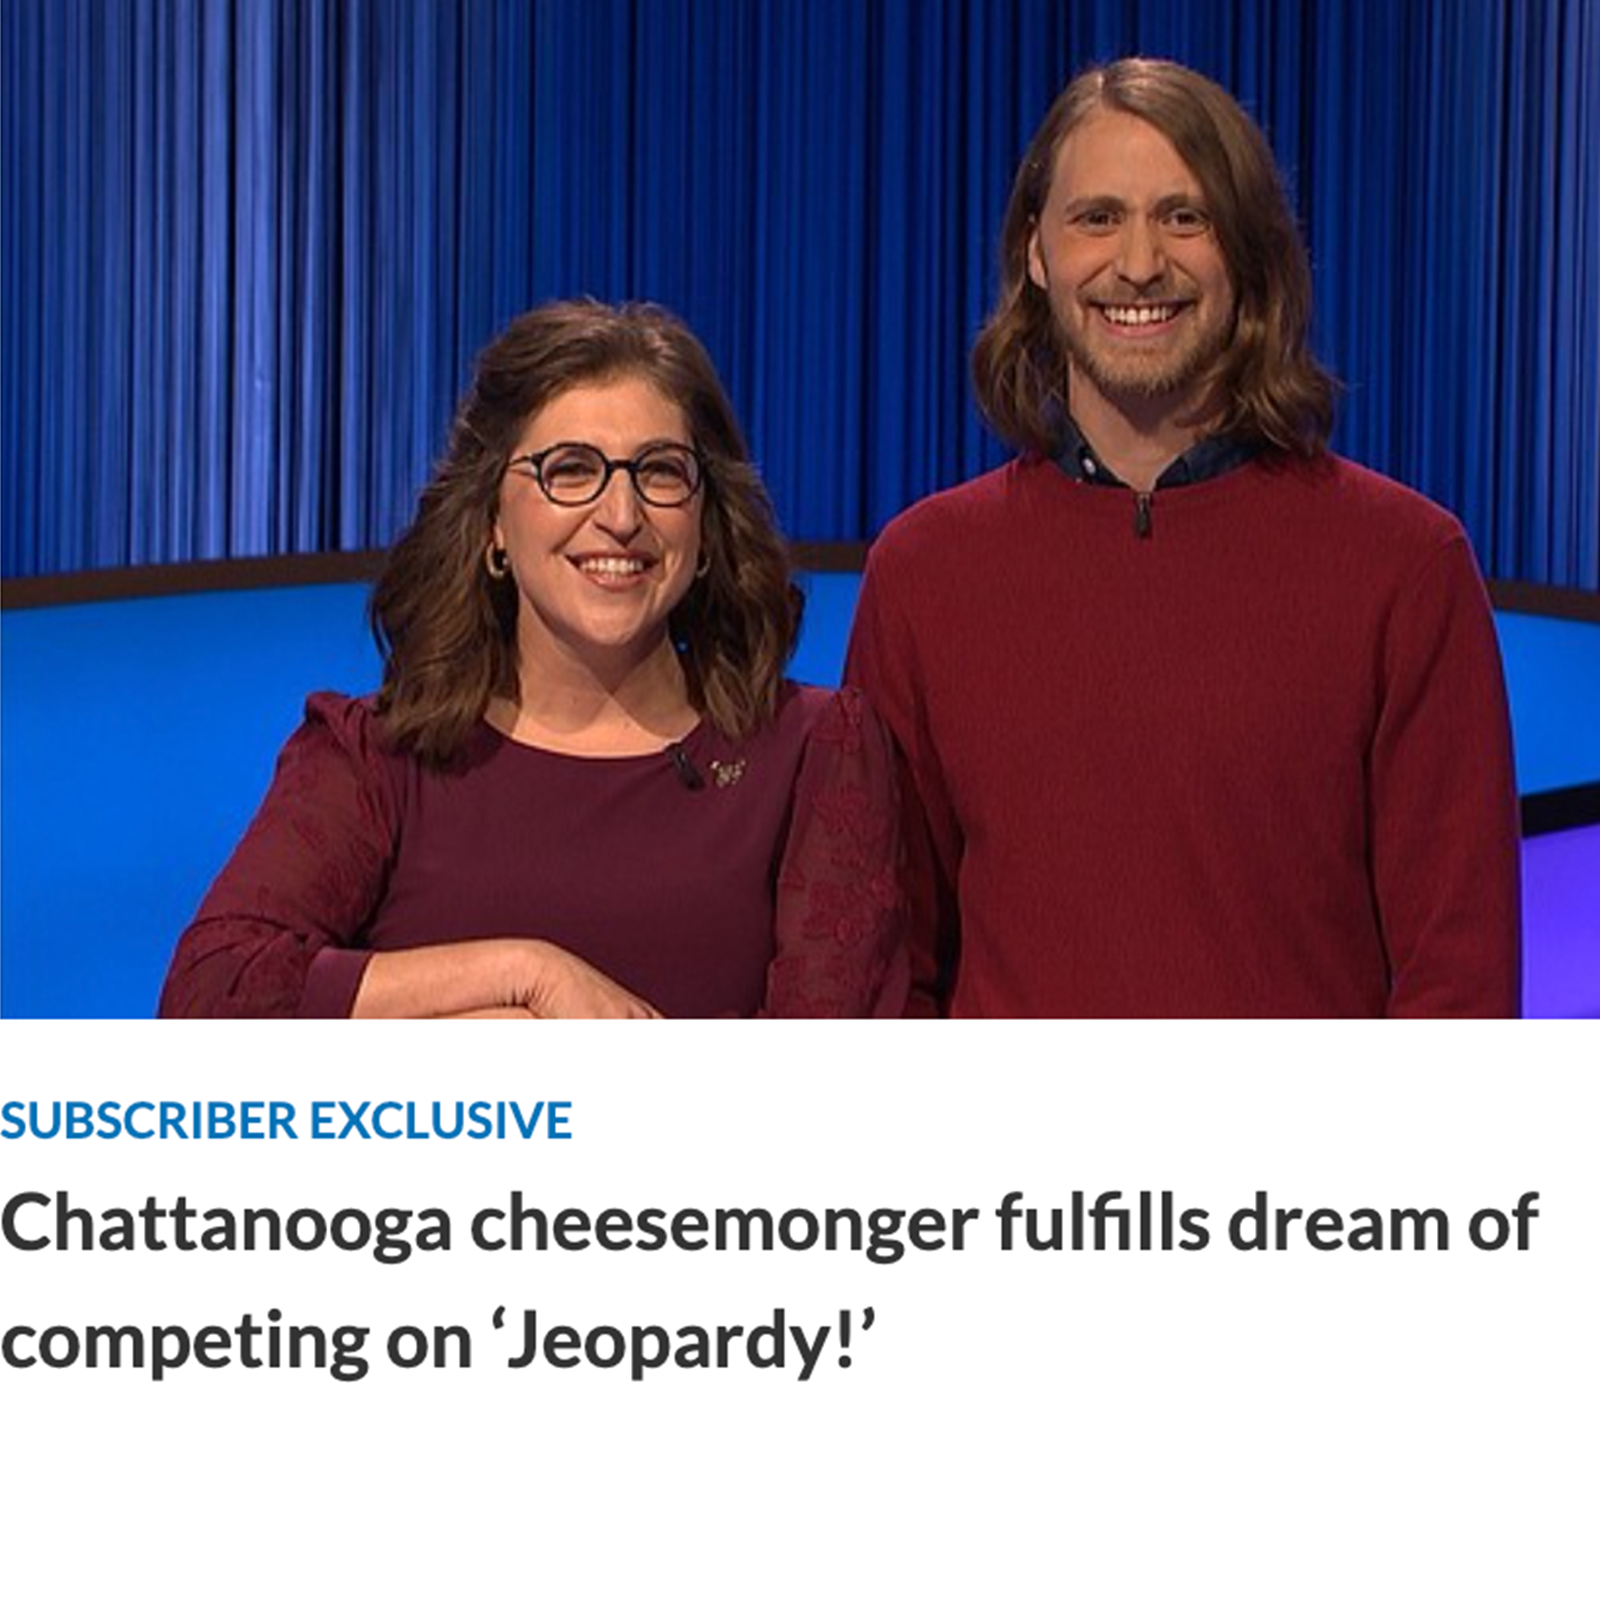 SUBSCRIBER EXCLUSIVE
Chattanooga cheesemonger fulfills dream of
competing on ‘Jeopardy!’